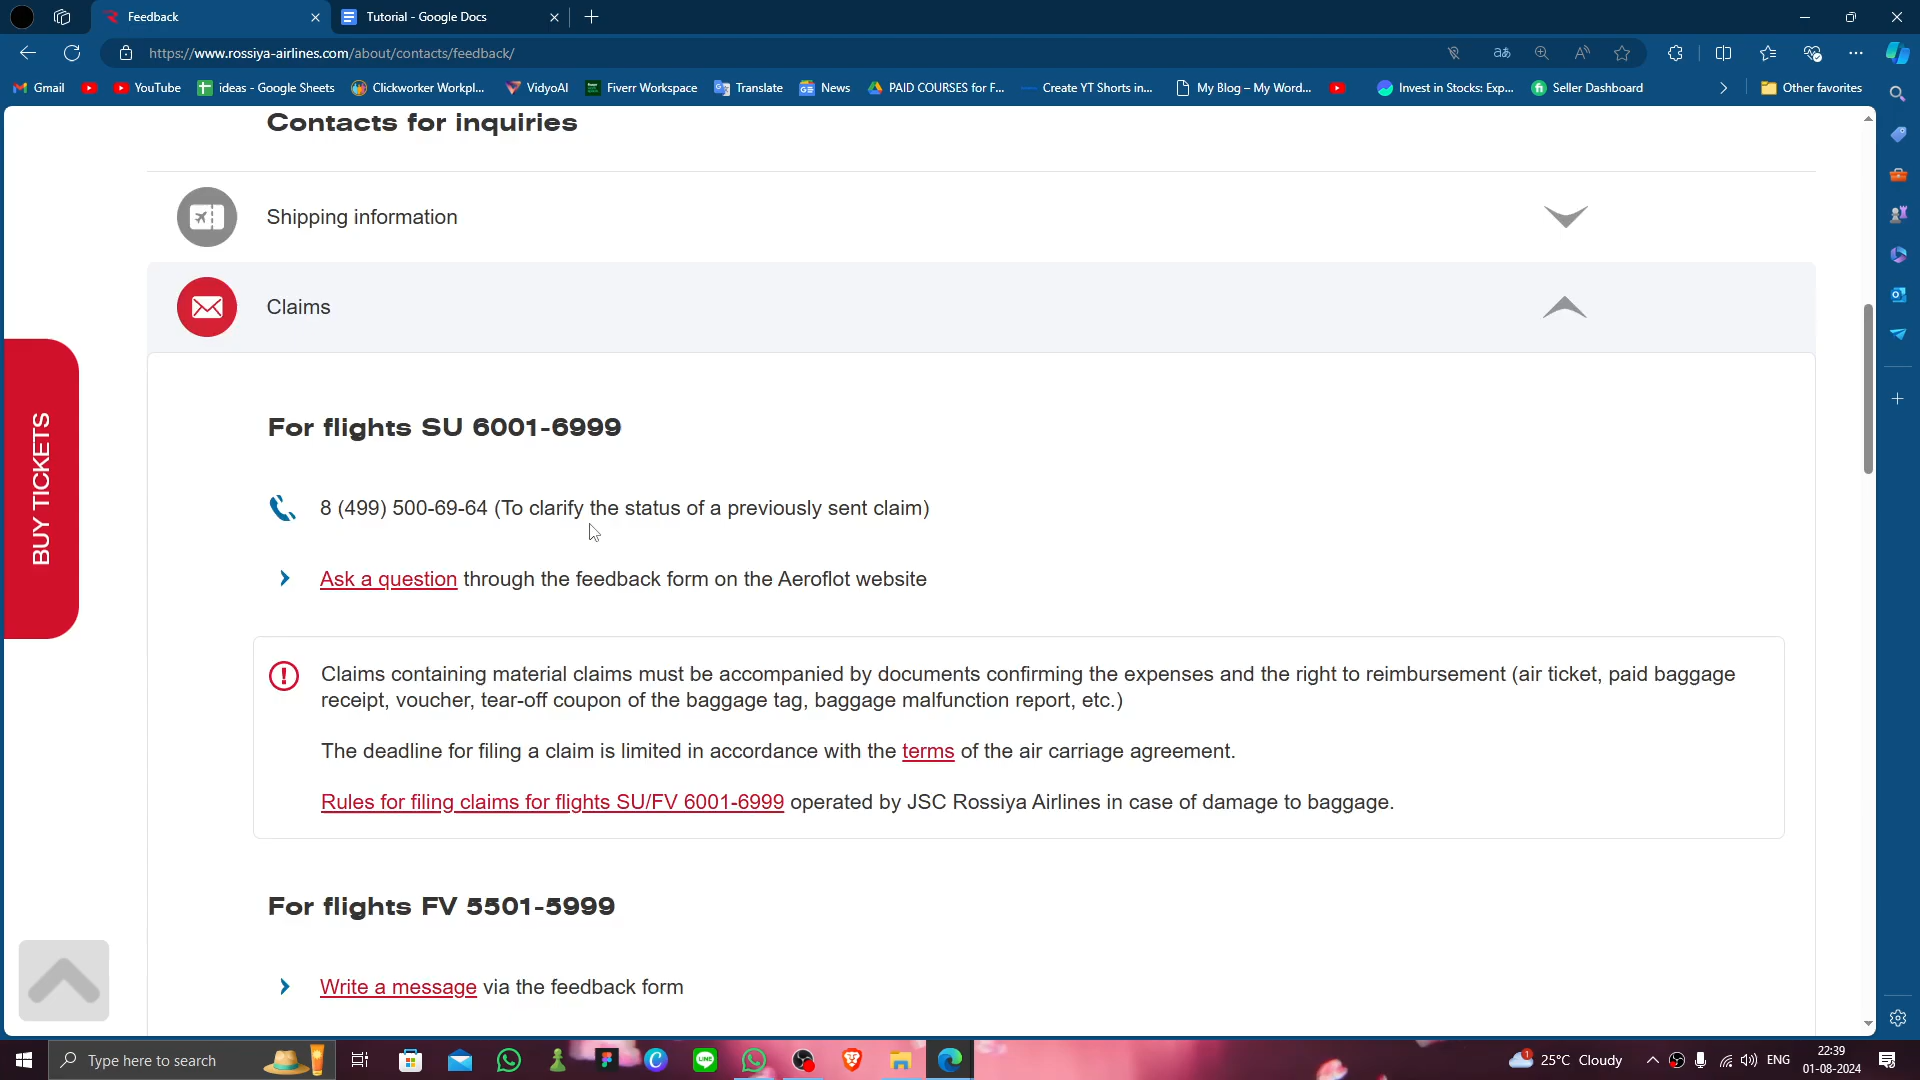 Feedback
Tutorial - Google Docs
https://www.rossiya-airlines.com/about/contacts/feedback/
Gmail
YouTube
ideas - Google Sheets
Clickworker Workpl...
VidyoAI
Fiverr Workspace
Translate
News
PAID COURSES for F...
Create YT Shorts in...
My Blog – My Word...
Invest in Stocks: Exp...
Seller Dashboard
Other favorites
Contacts for inquiries
Shipping information
Claims
BUY TICKETS
For flights SU 6001-6999
8 (499) 500-69-64 (To clarify the status of a previously sent claim)
Ask a question through the feedback form on the Aeroflot website
Claims containing material claims must be accompanied by documents confirming the expenses and the right to reimbursement (air ticket, paid baggage
receipt, voucher, tear-off coupon of the baggage tag, baggage malfunction report, etc.)
The deadline for filing a claim is limited in accordance with the terms of the air carriage agreement.
Rules for filing claims for flights SU/FV 6001-6999 operated by JSC Rossiya Airlines in case of damage to baggage.
For flights FV 5501-5999
Write a message via the feedback form
Type here to search
25°C Cloudy
ENG
22:39
01-08-2024